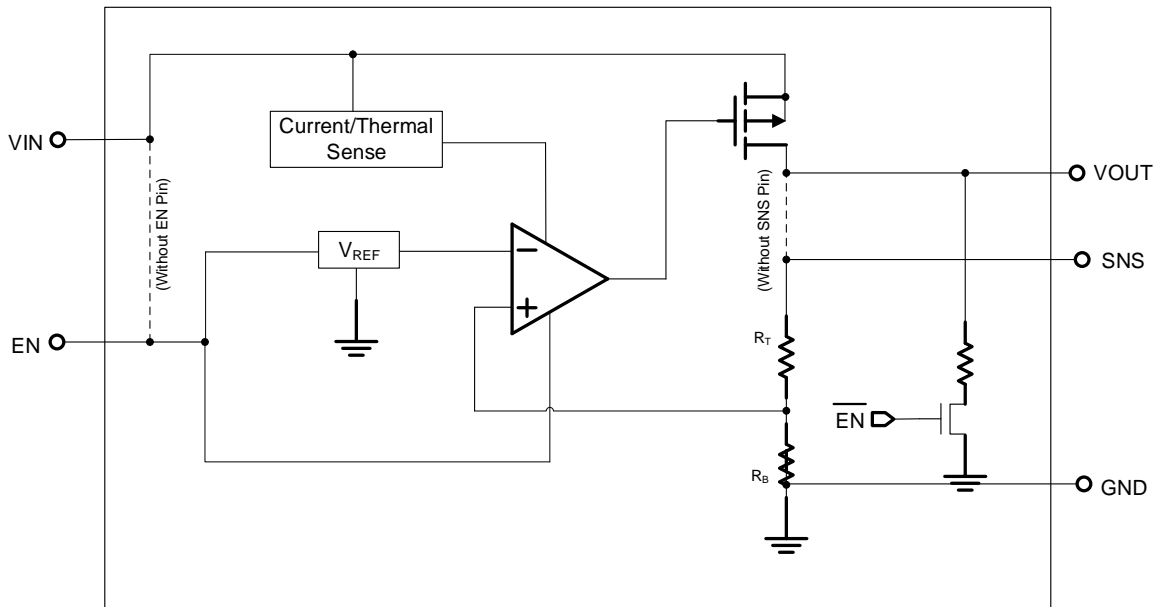 Current/Thermal
Sense
VIN
(Without EN Pin)
(Without SNS Pin)
VOUT
VREF
−
SNS
+
EN
RT
EN
RB
GND